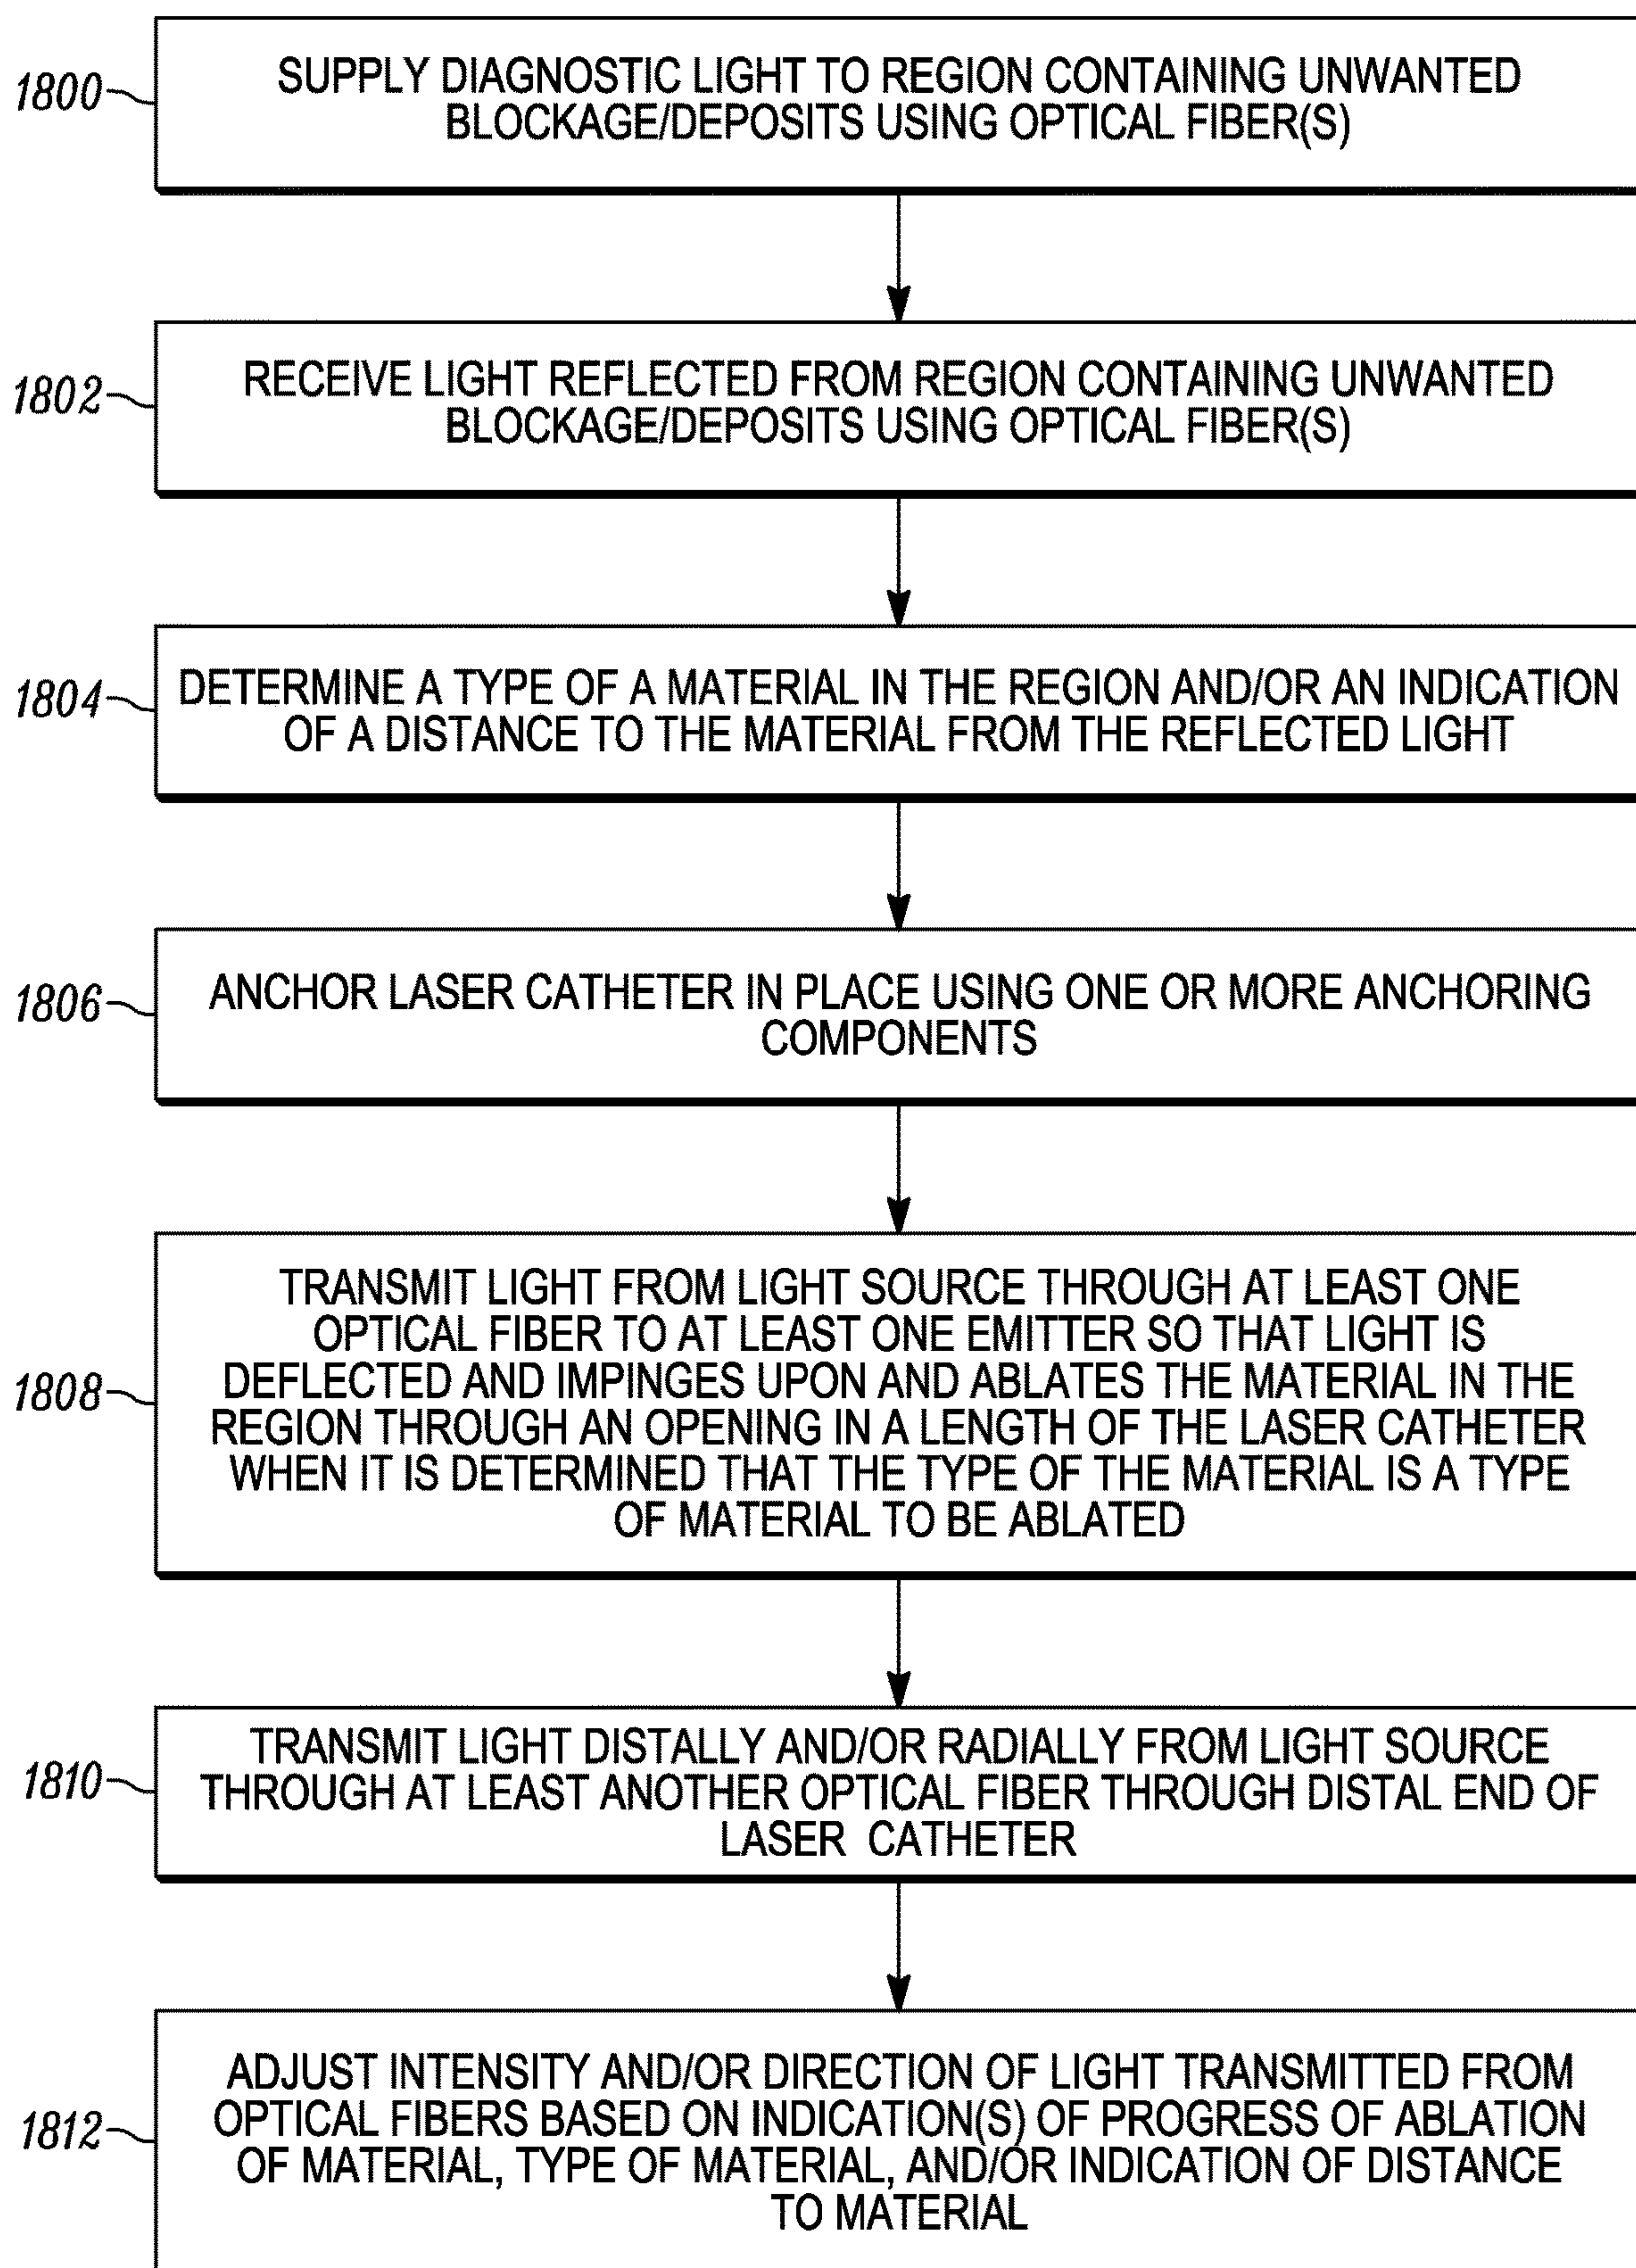 1800
SUPPLY DIAGNOSTIC LIGHT TO REGION CONTAINING UNWANTED
BLOCKAGE/DEPOSITS USING OPTICAL FIBER(S)
1802
RECEIVE LIGHT REFLECTED FROM REGION CONTAINING UNWANTED
BLOCKAGE/DEPOSITS USING OPTICAL FIBER(S)
1804
DETERMINE A TYPE OF A MATERIAL IN THE REGION AND/OR AN INDICATION
OF A DISTANCE TO THE MATERIAL FROM THE REFLECTED LIGHT
1806
ANCHOR LASER CATHETER IN PLACE USING ONE OR MORE ANCHORING
COMPONENTS
1808
TRANSMIT LIGHT FROM LIGHT SOURCE THROUGH AT LEAST ONE
OPTICAL FIBER TO AT LEAST ONE EMITTER SO THAT LIGHT IS
DEFLECTED AND IMPINGES UPON AND ABLATES THE MATERIAL IN THE
REGION THROUGH AN OPENING IN A LENGTH OF THE LASER CATHETER
WHEN IT IS DETERMINED THAT THE TYPE OF THE MATERIAL IS A TYPE
OF MATERIAL TO BE ABLATED
1810
TRANSMIT LIGHT DISTALLY AND/OR RADIALLY FROM LIGHT SOURCE
THROUGH AT LEAST ANOTHER OPTICAL FIBER THROUGH DISTAL END OF
LASER CATHETER
1812
ADJUST INTENSITY AND/OR DIRECTION OF LIGHT TRANSMITTED FROM
OPTICAL FIBERS BASED ON INDICATION(S) OF PROGRESS OF ABLATION
OF MATERIAL, TYPE OF MATERIAL, AND/OR INDICATION OF DISTANCE
TO MATERIAL